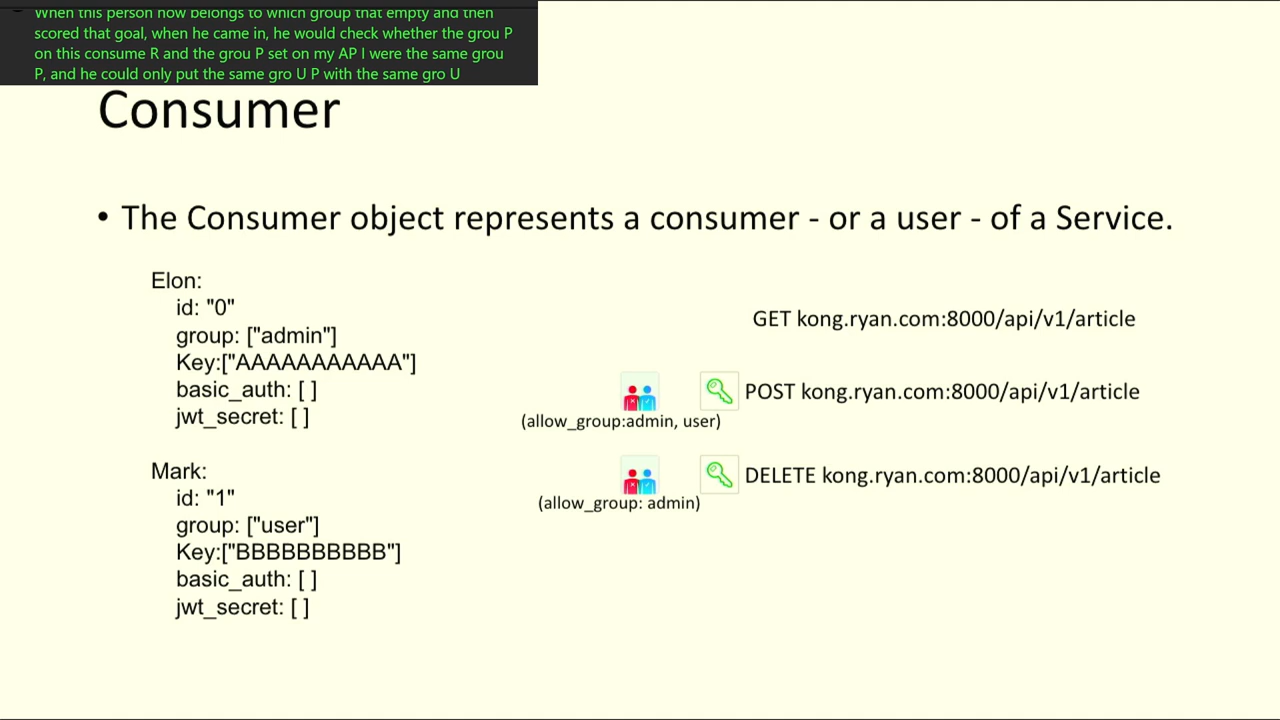 When this person now belongs to which group that empty and then
scored that goal, when he came in, he would check whether the grou P
on this consume R and the grou P set on my AP I were the same grou
P, and he could only put the same gro U P with the same gro U
Consumer
• The Consumer object represents a consumer - or a user - of a Service.
Elon:
id: "0"
group: ["admin"]
Key:["AAAAAAAAAAA"]
basic_auth: [ ]
jwt_secret: [ ]
Mark:
id: "1"
group: ["user"]
Key:["BBBBBBBBBB"]
basic_auth: [ ]
jwt_secret: [ ]
GET kong.ryan.com:8000/api/v1/article
POST kong.ryan.com:8000/api/v1/article
(allow_group:admin, user)
DELETE kong.ryan.com:8000/api/v1/article
(allow_group: admin)